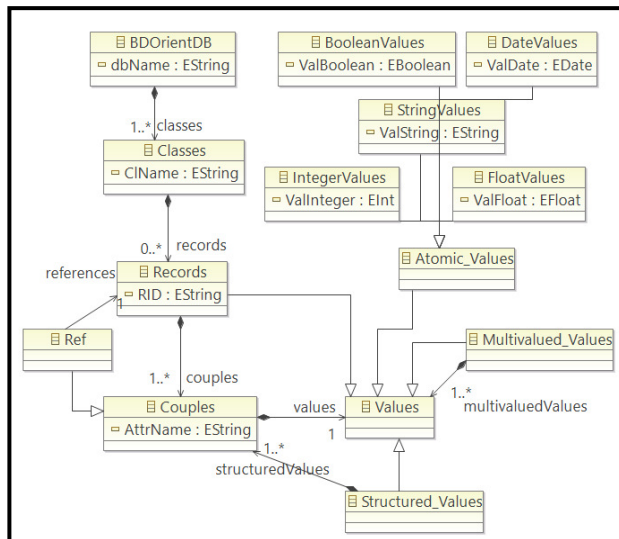 BDOrientDB
dbName : EString
BooleanValues
ValBoolean : EBoolean
DateValues
ValDate : EDate
StringValues
ValString : EString
1..* classes
Classes
ClName : EString
IntegerValues
ValInteger : EInt
FloatValues
ValFloat : EFloat
0..* records
references
Records
RID : EString
1
Atomic_Values
Ref
Multivalued_Values
1..* couples
1..*
multivaluedValues
Couples
AttrName : EString
values
1
Values
1..*
structuredValues
Structured_Values